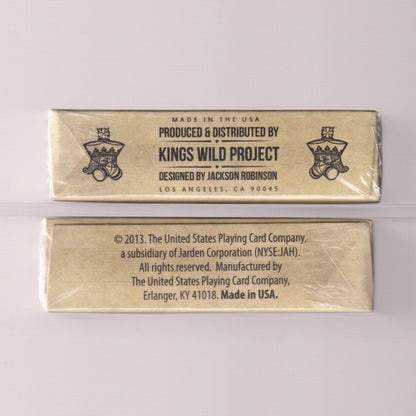 MADE IN THE USA
PRODUCED & DISTRIBUTED BY
KINGS WILD PROJECT
DESIGNED BY JACKSON ROBINSON
LOS ANGELES, CA 90045
© 2013. The United States Playing Card Company,
a subsidiary of Jarden Corporation (NYSE:JAH).
All rights.reserved. Manufactured by
The United States Playing Card Company,
Erlanger, KY 41018. Made in USA.